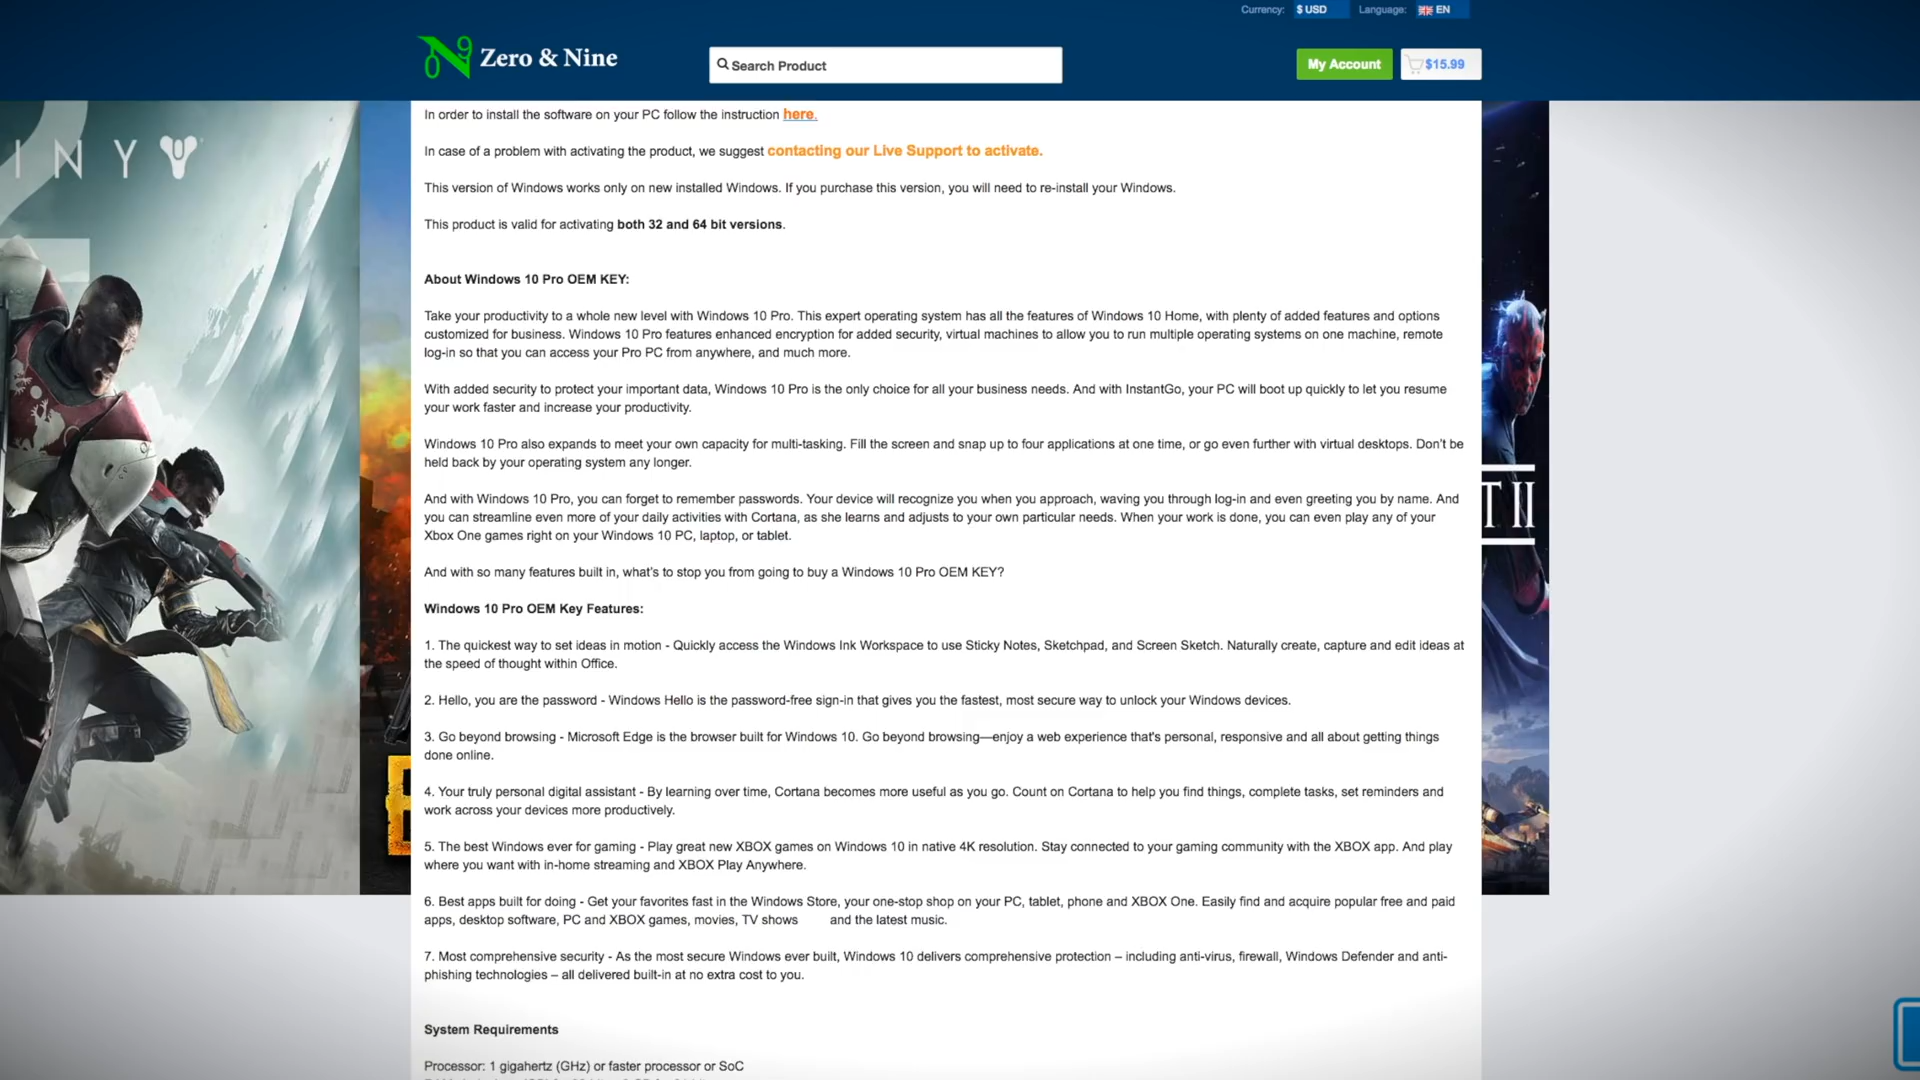 Currency: $ USD Language: EN
Zero & Nine
Search Product
My Account
$15.99
INY
In order to install the software on your PC follow the instruction here.
In case of a problem with activating the product, we suggest contacting our Live Support to activate.
This version of Windows works only on new installed Windows. If you purchase this version, you will need to re-install your Windows.
This product is valid for activating both 32 and 64 bit versions.
About Windows 10 Pro OEM KEY:
Take your productivity to a whole new level with Windows 10 Pro. This expert operating system has all the features of Windows 10 Home, with plenty of added features and options
customized for business. Windows 10 Pro features enhanced encryption for added security, virtual machines to allow you to run multiple operating systems on one machine, remote
log-in so that you can access your Pro PC from anywhere, and much more.
With added security to protect your important data, Windows 10 Pro is the only choice for all your business needs. And with InstantGo, your PC will boot up quickly to let you resume
your work faster and increase your productivity.
Windows 10 Pro also expands to meet your own capacity for multi-tasking. Fill the screen and snap up to four applications at one time, or go even further with virtual desktops. Don't be
held back by your operating system any longer.
And with Windows 10 Pro, you can forget to remember passwords. Your device will recognize you when you approach, waving you through log-in and even greeting you by name. And
you can streamline even more of your daily activities with Cortana, as she learns and adjusts to your own particular needs. When your work is done, you can even play any of your
Xbox One games right on your Windows 10 PC, laptop, or tablet.
T II
And with so many features built in, what's to stop you from going to buy a Windows 10 Pro OEM KEY?
Windows 10 Pro OEM Key Features:
1. The quickest way to set ideas in motion - Quickly access the Windows Ink Workspace to use Sticky Notes, Sketchpad, and Screen Sketch. Naturally create, capture and edit ideas at
the speed of thought within Office.
2. Hello, you are the password - Windows Hello is the password-free sign-in that gives you the fastest, most secure way to unlock your Windows devices.
3. Go beyond browsing - Microsoft Edge is the browser built for Windows 10. Go beyond browsing—enjoy a web experience that's personal, responsive and all about getting things
done online.
4. Your truly personal digital assistant - By learning over time, Cortana becomes more useful as you go. Count on Cortana to help you find things, complete tasks, set reminders and
work across your devices more productively.
5. The best Windows ever for gaming - Play great new XBOX games on Windows 10 in native 4K resolution. Stay connected to your gaming community with the XBOX app. And play
where you want with in-home streaming and XBOX Play Anywhere.
6. Best apps built for doing - Get your favorites fast in the Windows Store, your one-stop shop on your PC, tablet, phone and XBOX One. Easily find and acquire popular free and paid
apps, desktop software, PC and XBOX games, movies, TV shows and the latest music.
7. Most comprehensive security - As the most secure Windows ever built, Windows 10 delivers comprehensive protection – including anti-virus, firewall, Windows Defender and anti-
phishing technologies – all delivered built-in at no extra cost to you.
System Requirements
Processor: 1 gigahertz (GHz) or faster processor or SoC